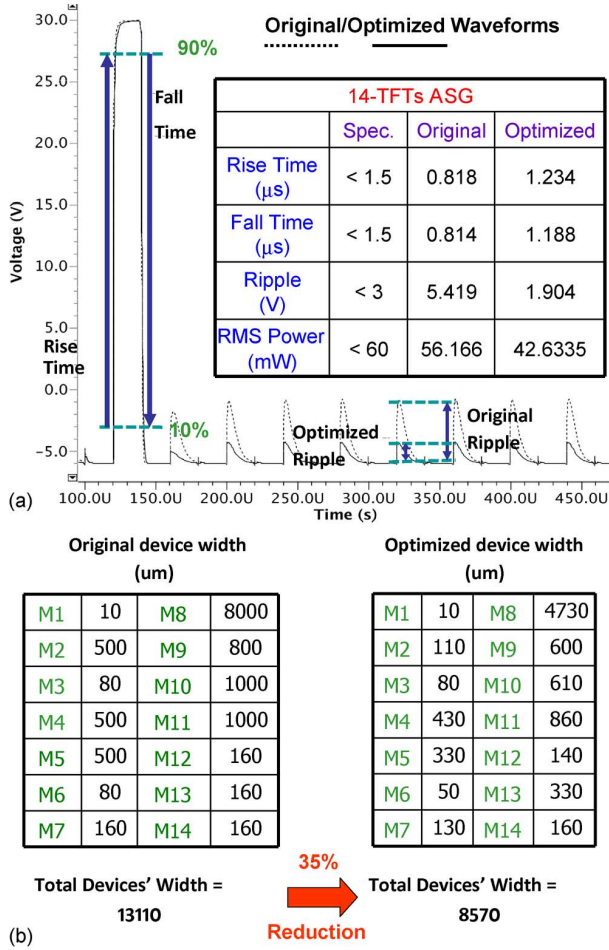 Original/Optimized Waveforms
30.0
90%
Fall
Time
25.0
20.0
15.0
10.0
5.0
0.0
−5.0
Voltage (V)
Rise
Time
10%
14-TFTs ASG
Spec. Original Optimized
Rise Time (μs) < 1.5 0.818 1.234
Fall Time (μs) < 1.5 0.814 1.188
Ripple (V) < 3 5.419 1.904
RMS Power (mW) < 60 56.166 42.6335
Optimized
Ripple
Original
Ripple
100.0U 150.0U 200.0U 250.0U 300.0U 350.0U 400.0U 450.0U
Time (s)
(a)
Original device width
(um)
M1 10 M8 8000
M2 500 M9 800
M3 80 M10 1000
M4 500 M11 1000
M5 500 M12 160
M6 80 M13 160
M7 160 M14 160
Total Devices' Width =
13110
35%
Reduction
Optimized device width
(um)
M1 10 M8 4730
M2 110 M9 600
M3 80 M10 610
M4 430 M11 860
M5 330 M12 140
M6 50 M13 330
M7 130 M14 160
Total Devices' Width =
8570
(b)